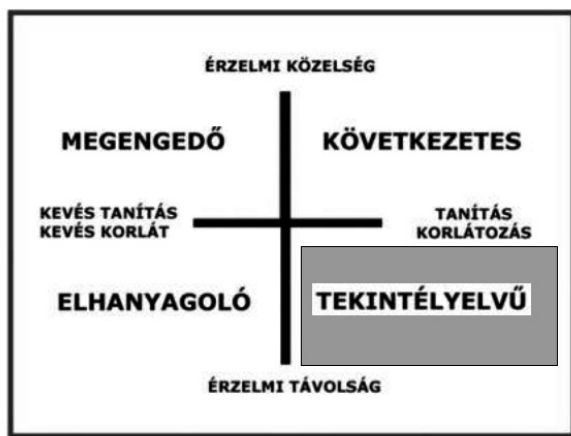 ÉRZELMI KÖZELSÉG
MEGENGEDŐ
KÖVETKEZETES
KEVÉS TANÍTÁS
KEVÉS KORLÁT
TANÍTÁS
KORLÁTOZÁS
ELHANYAGOLÓ
TEKINTÉLYELVŰ
ÉRZELMI TÁVOLSÁG